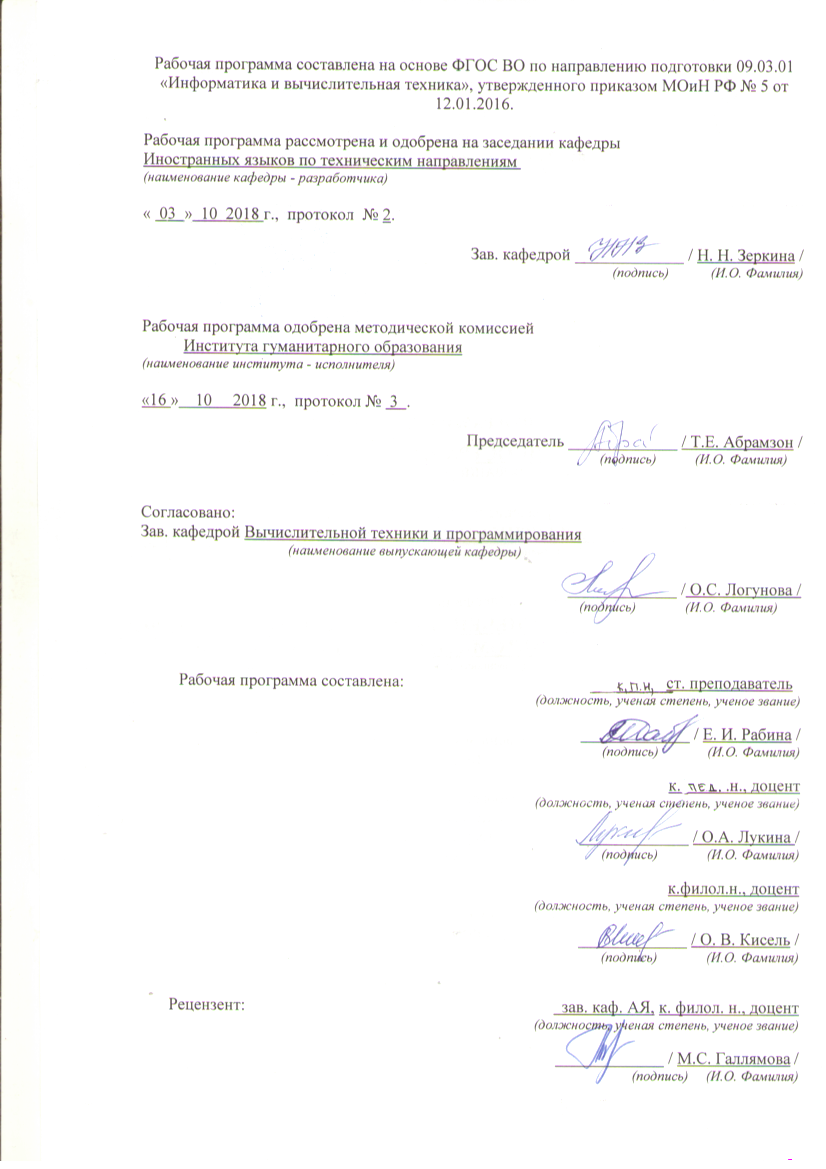 Рабочая программа составлена на основе ФГОС ВО по направлению подготовки 09.03.01
«Информатика и вычислительная техника», утвержденного приказом МОиН РФ № 5 от
12.01.2016.
Рабочая программа рассмотрена и одобрена на заседании кафедры
Иностранных языков по техническим направлениям
(наименование кафедры - разработчика)
« 03 » 10 2018 г., протокол № 2.
Зав. кафедрой / Н. Н. Зеркина /
(подпись) (И.О. Фамилия)
Рабочая программа одобрена методической комиссией
Института гуманитарного образования
(наименование института - исполнителя)
«16 » 10 2018 г., протокол № 3 .
Председатель / Т.Е. Абрамзон /
(подпись) (И.О. Фамилия)
Согласовано:
Зав. кафедрой Вычислительной техники и программирования
(наименование выпускающей кафедры)
/ О.С. Логунова /
(подпись) (И.О. Фамилия)
Рабочая программа составлена: к.п.н, ст. преподаватель
(должность, ученая степень, ученое звание)
/ Е. И. Рабина /
(подпись) (И.О. Фамилия)
к. пед. .н., доцент
(должность, ученая степень, ученое звание)
/ О.А. Лукина /
(подпись) (И.О. Фамилия)
к.филол.н., доцент
(должность, ученая степень, ученое звание)
/ О. В. Кисель /
(подпись) (И.О. Фамилия)
Рецензент: зав. каф. АЯ, к. филол. н., доцент
(должность, ученая степень, ученое звание)
/ М.С. Галлямова /
(подпись) (И.О. Фамилия)